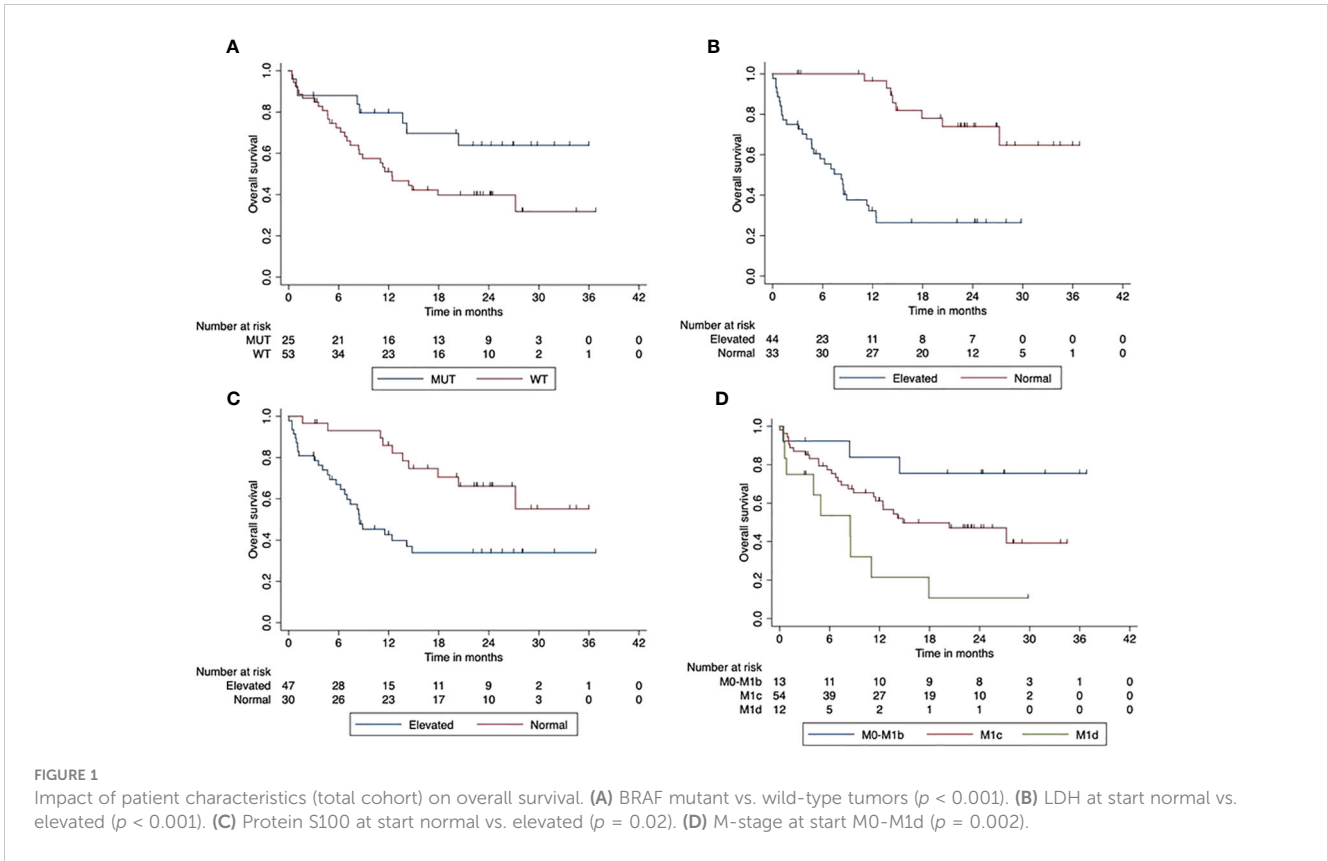 A
Overall survival
1.0
0.8
0.6
0.4
0.2
0.0
0 6 12 18 24 30 36 42
Time in months
Number at risk
MUT 25 21 16 13 9 3 0 0
WT 53 34 23 16 10 2 1 0
MUT WT
B
Overall survival
1.0
0.8
0.6
0.4
0.2
0.0
0 6 12 18 24 30 36 42
Time in months
Number at risk
Elevated 44 23 11 8 7 0 0 0
Normal 33 30 27 20 12 5 1 0
Elevated Normal
C
Overall survival
1.0
0.8
0.6
0.4
0.2
0.0
0 6 12 18 24 30 36 42
Time in months
Number at risk
Elevated 47 28 15 11 9 2 1 0
Normal 30 26 23 17 10 3 0 0
Elevated Normal
D
Overall survival
1.0
0.8
0.6
0.4
0.2
0.0
0 6 12 18 24 30 36 42
Time in months
Number at risk
M0-M1b 13 11 10 9 8 3 1 0
M1c 54 39 27 19 10 2 0 0
M1d 12 5 2 1 1 0 0 0
M0-M1b M1c M1d
FIGURE 1
Impact of patient characteristics (total cohort) on overall survival. (A) BRAF mutant vs. wild-type tumors (p < 0.001). (B) LDH at start normal vs.
elevated (p < 0.001). (C) Protein S100 at start normal vs. elevated (p = 0.02). (D) M-stage at start M0-M1d (p = 0.002).